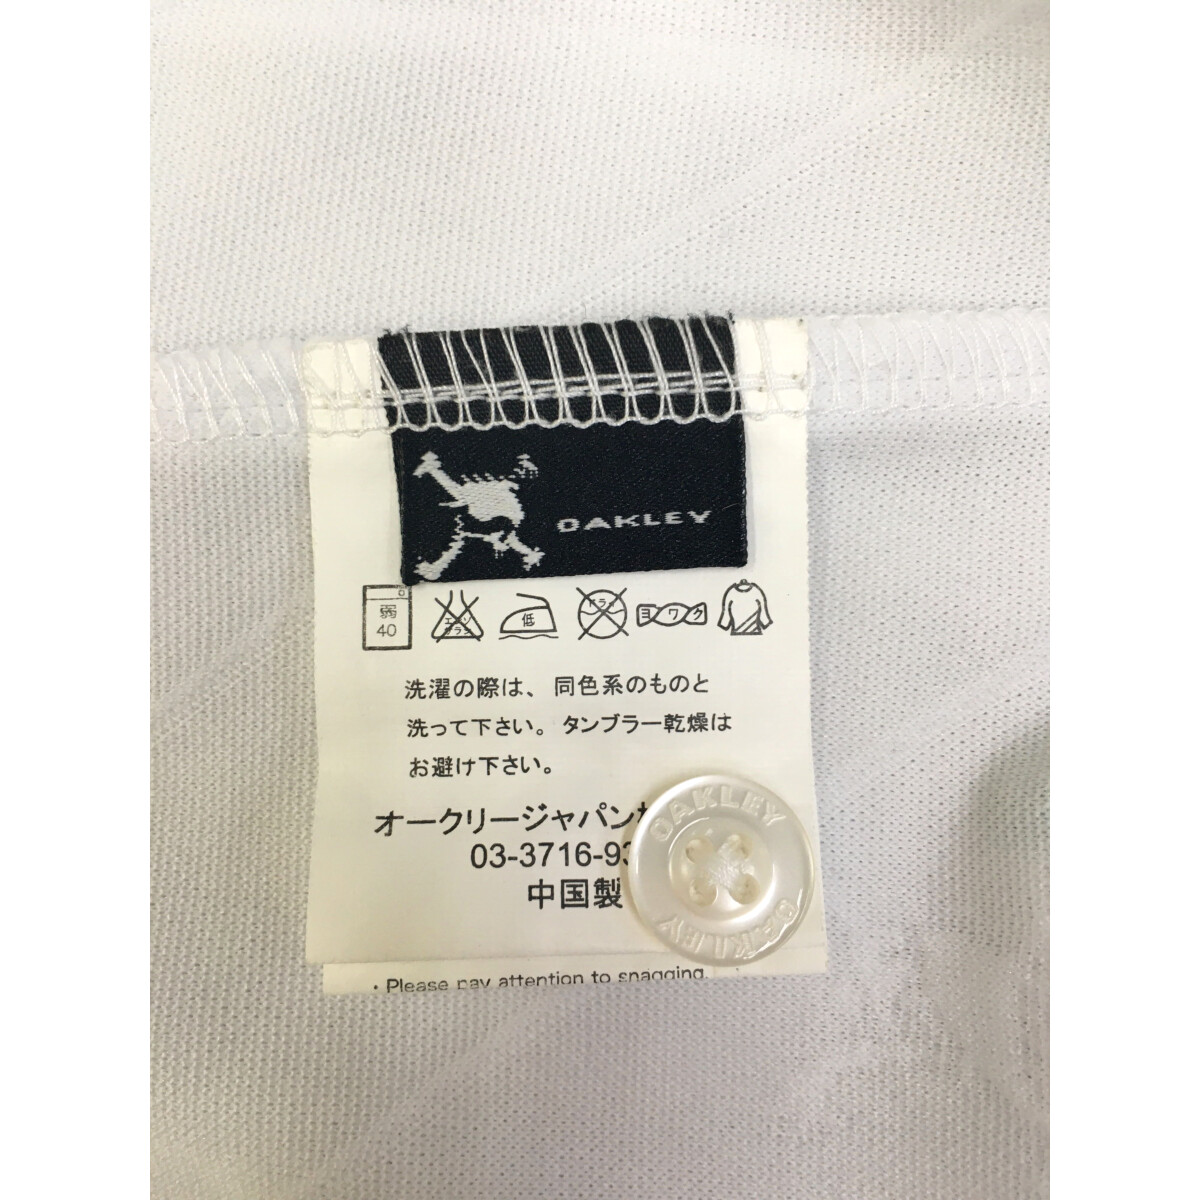 OAKLEY
弱
40
エンソ
サラシ
低
ドライ
ヨワク
洗濯の際は、同色系のものと
洗って下さい。タンブラー乾燥は
お避け下さい。
オークリージャパン
03-3716-93
中国製
OAKLEY
OAKLEY
・Please pay attention to snagging.